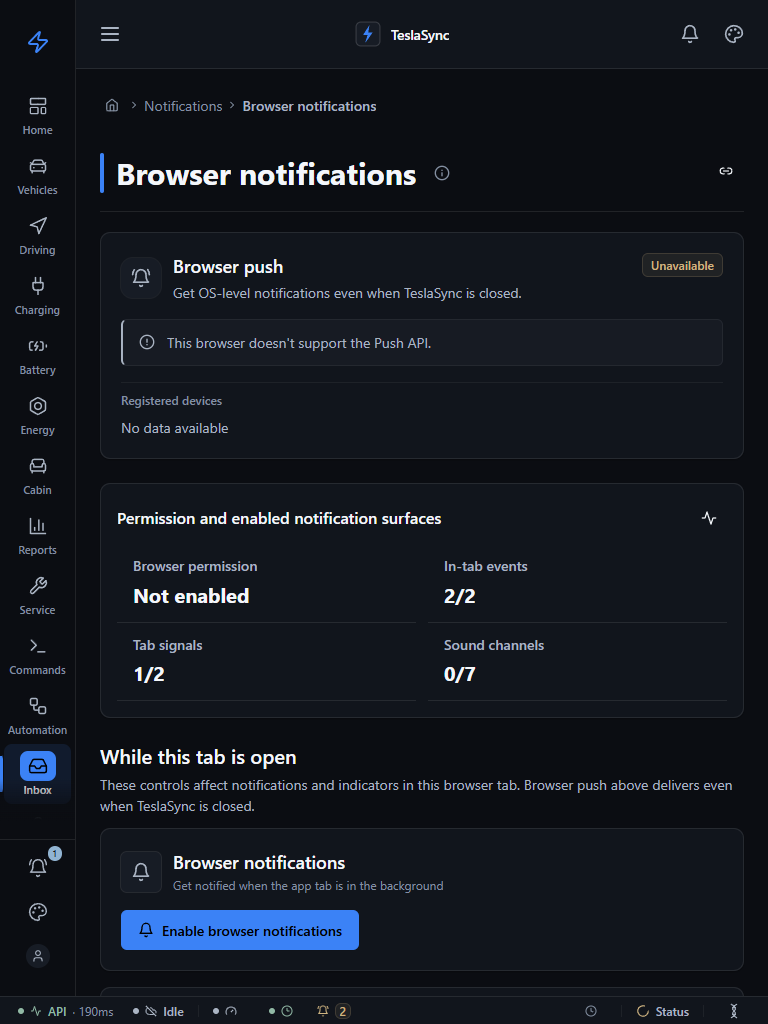 TeslaSync
Home
Vehicles
Driving
Charging
Battery
Energy
Cabin
Reports
Service
Commands
Automation
Inbox
1
Notifications
Browser notifications
Browser notifications
Browser push
Unavailable
Get OS-level notifications even when TeslaSync is closed.
This browser doesn't support the Push API.
Registered devices
No data available
Permission and enabled notification surfaces
Browser permission
Not enabled
In-tab events
2/2
Tab signals
1/2
Sound channels
0/7
While this tab is open
These controls affect notifications and indicators in this browser tab. Browser push above delivers even
when TeslaSync is closed.
Browser notifications
Get notified when the app tab is in the background
Enable browser notifications
API · 190ms
Idle
2
Status